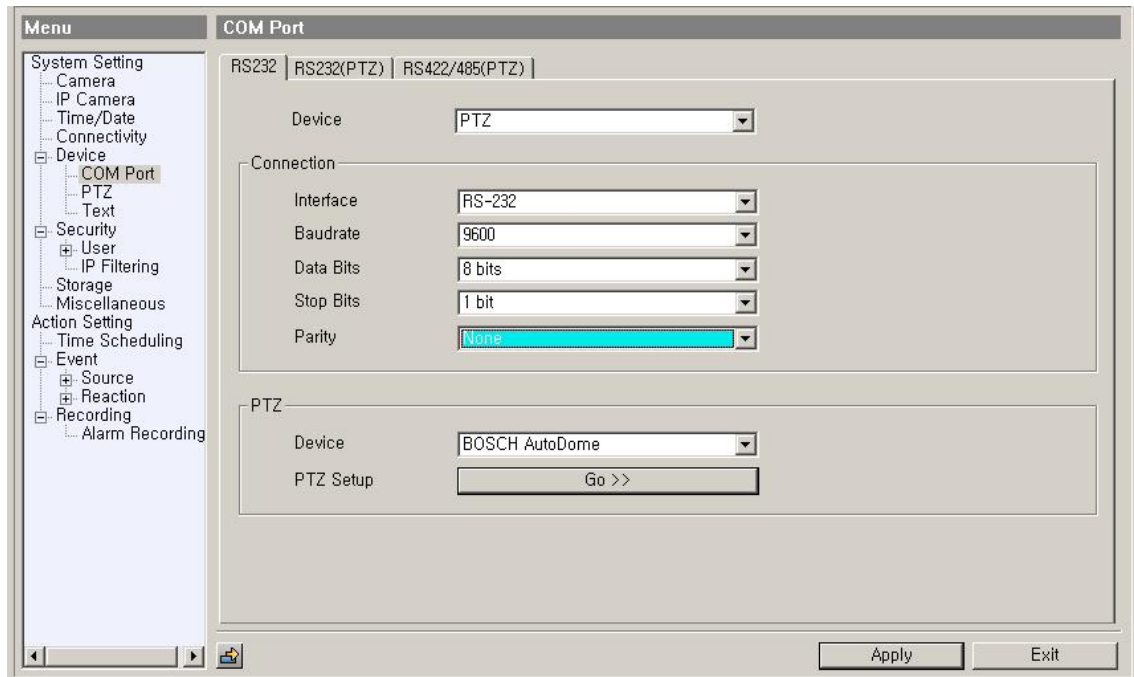 Menu
System Setting
Camera
IP Camera
Time/Date
Connectivity
Device
COM Port
PTZ
Text
Security
User
IP Filtering
Storage
Miscellaneous
Action Setting
Time Scheduling
Event
Source
Reaction
Recording
Alarm Recording
COM Port
RS232 RS232(PTZ) RS422/485(PTZ)
Device PTZ
Connection
Interface RS-232
Baudrate 9600
Data Bits 8 bits
Stop Bits 1 bit
Parity None
PTZ
Device BOSCH AutoDome
PTZ Setup Go >>
Apply Exit